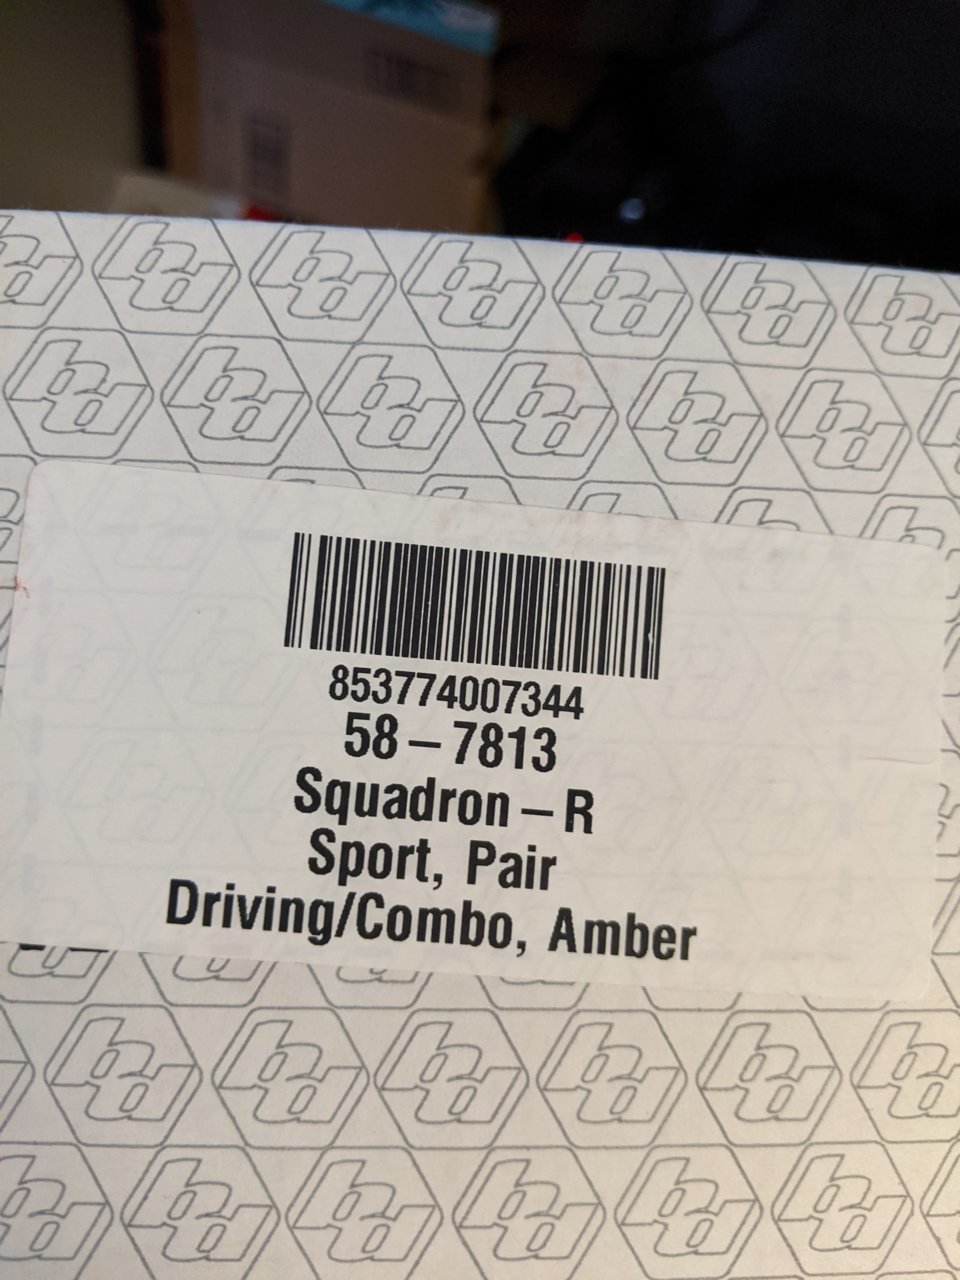 853774007344
58 – 7813
Squadron – R
Sport, Pair
Driving/Combo, Amber